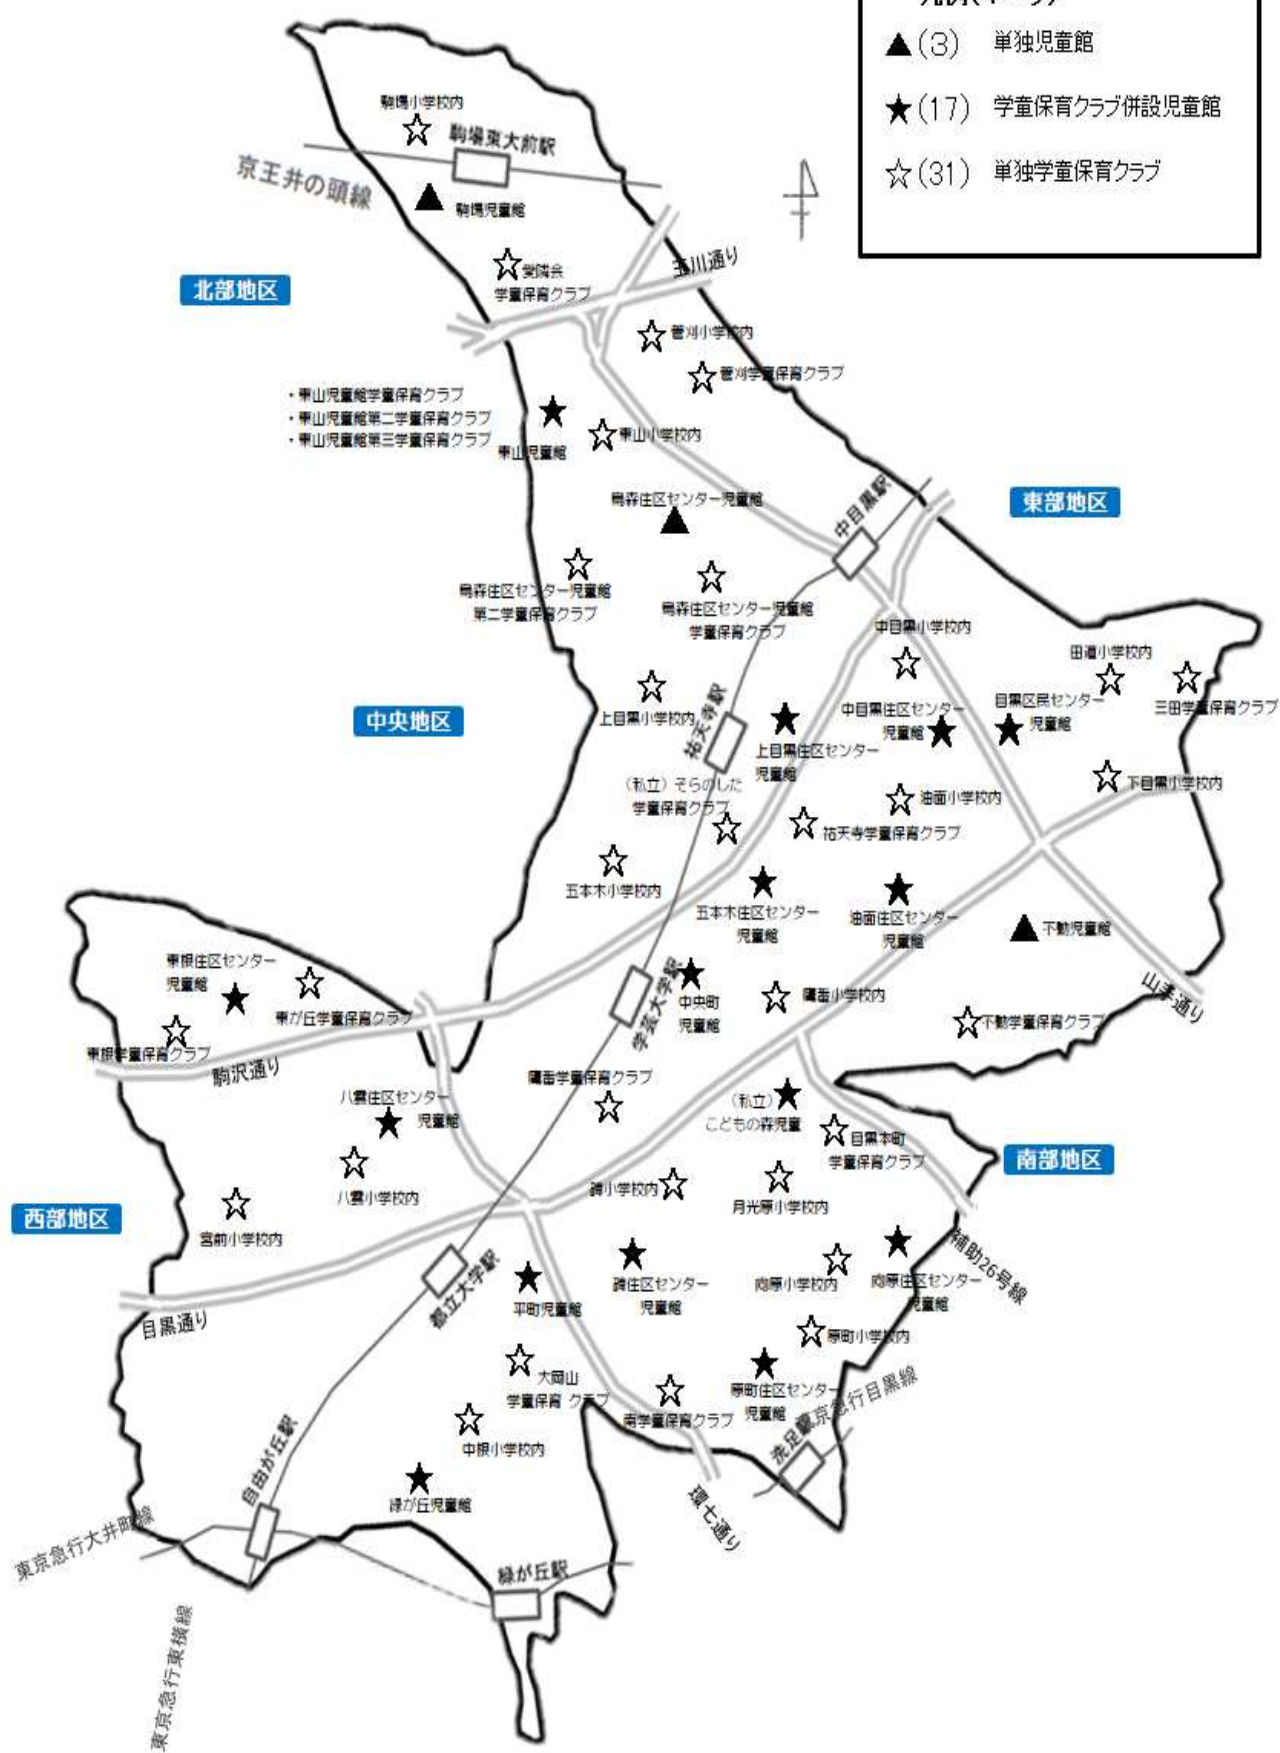 ▲(3) 単独児童館
★(17) 学童保育クラブ併設児童館
☆(31) 単独学童保育クラブ
駒場小学校内
駒場東大前駅
京王井の頭線
駒場児童館
愛隣会
学童保育クラブ
玉川通り
北部地区
菅刈小学校内
菅刈学童保育クラブ
・東山児童館学童保育クラブ
・東山児童館第二学童保育クラブ
・東山児童館第三学童保育クラブ
東山児童館
東山小学校内
烏森住区センター児童館
中目黒駅
東部地区
烏森住区センター児童館
第二学童保育クラブ
烏森住区センター児童館
学童保育クラブ
中目黒小学校内
田道小学校内
三田学童保育クラブ
中央地区
上目黒小学校内
祐天寺駅
上目黒住区センター
児童館
中目黒住区センター
児童館
目黒区民センター
児童館
下目黒小学校内
(私立)そらのした
学童保育クラブ
油面小学校内
祐天寺学童保育クラブ
五本木小学校内
五本木住区センター
児童館
油面住区センター
児童館
不動児童館
東根住区センター
児童館
東が丘学童保育クラブ
東根学童保育クラブ
学芸大学駅
中央町
児童館
鷹番小学校内
山手通り
不動学童保育クラブ
駒沢通り
鷹番学童保育クラブ
八雲住区センター
児童館
(私立)
こどもの森児童
目黒本町
学童保育クラブ
南部地区
八雲小学校内
碑小学校内
月光原小学校内
西部地区
宮前小学校内
都立大学駅
碑住区センター
児童館
向原小学校内
向原住区センター
児童館
補助26号線
平町児童館
目黒通り
原町小学校内
大岡山
学童保育 クラブ
南学童保育クラブ
原町住区センター
児童館
東京急行目黒線
洗足駅
中根小学校内
自由が丘駅
緑が丘児童館
環七通り
東京急行大井町線
緑が丘駅
東京急行東横線